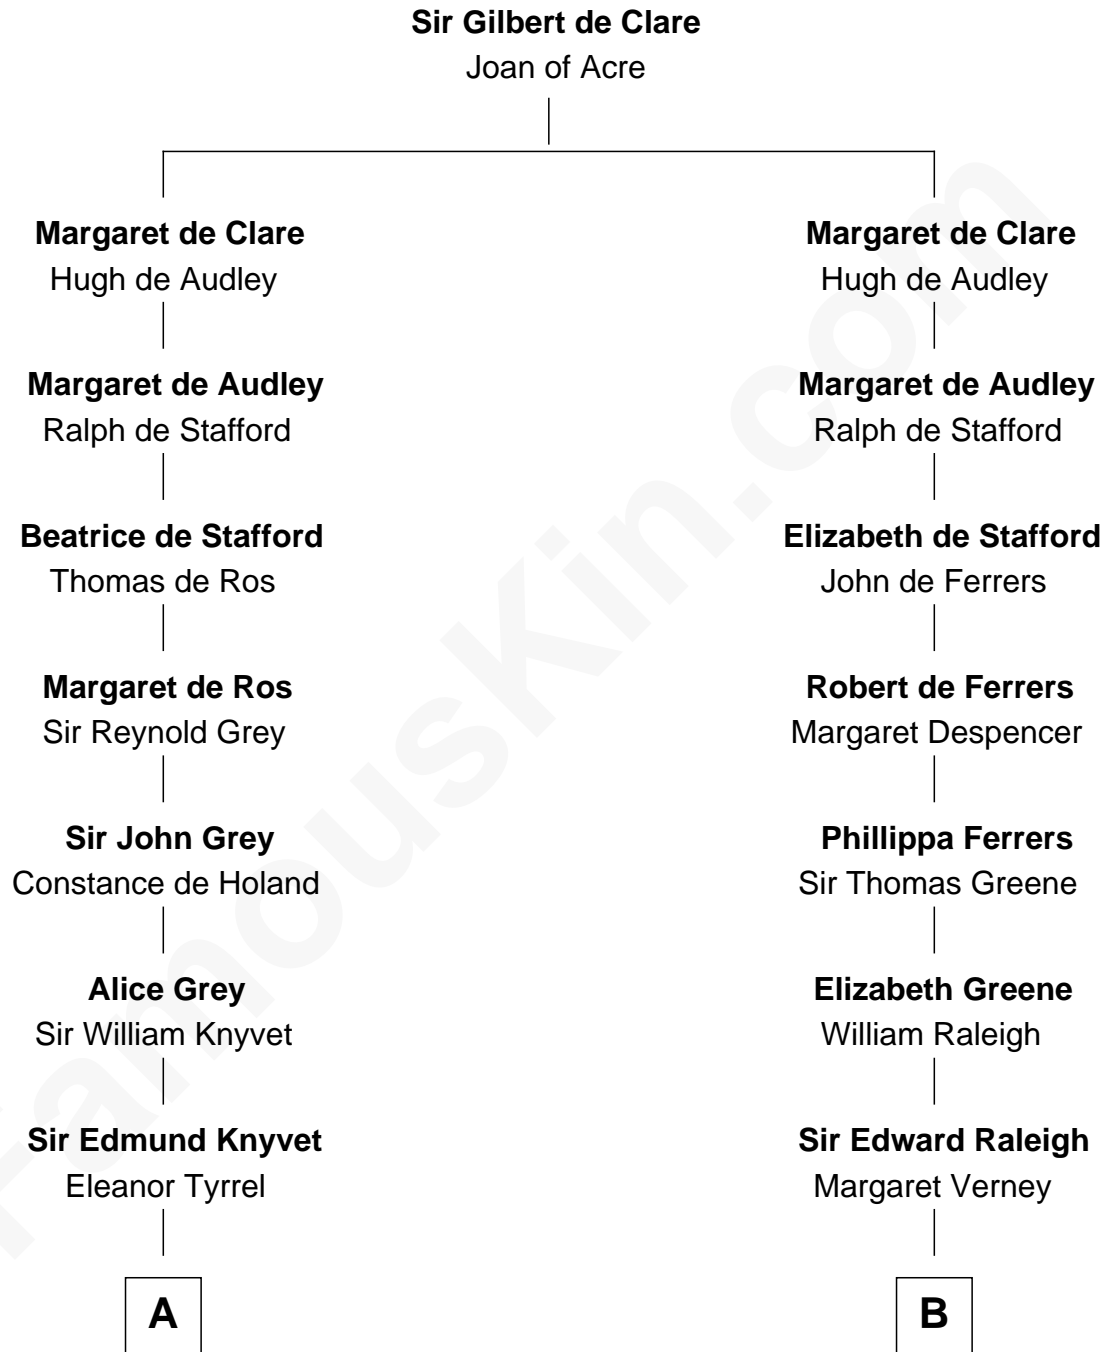 Sir Gilbert de Clare
Joan of Acre
Margaret de Clare
Hugh de Audley
Margaret de Audley
Ralph de Stafford
Beatrice de Stafford
Thomas de Ros
Margaret de Ros
Sir Reynold Grey
Sir John Grey
Constance de Holand
Alice Grey
Sir William Knyvet
Sir Edmund Knyvet
Eleanor Tyrrel
A
Margaret de Clare
Hugh de Audley
Margaret de Audley
Ralph de Stafford
Elizabeth de Stafford
John de Ferrers
Robert de Ferrers
Margaret Despencer
Phillippa Ferrers
Sir Thomas Greene
Elizabeth Greene
William Raleigh
Sir Edward Raleigh
Margaret Verney
B
FamousKin.com